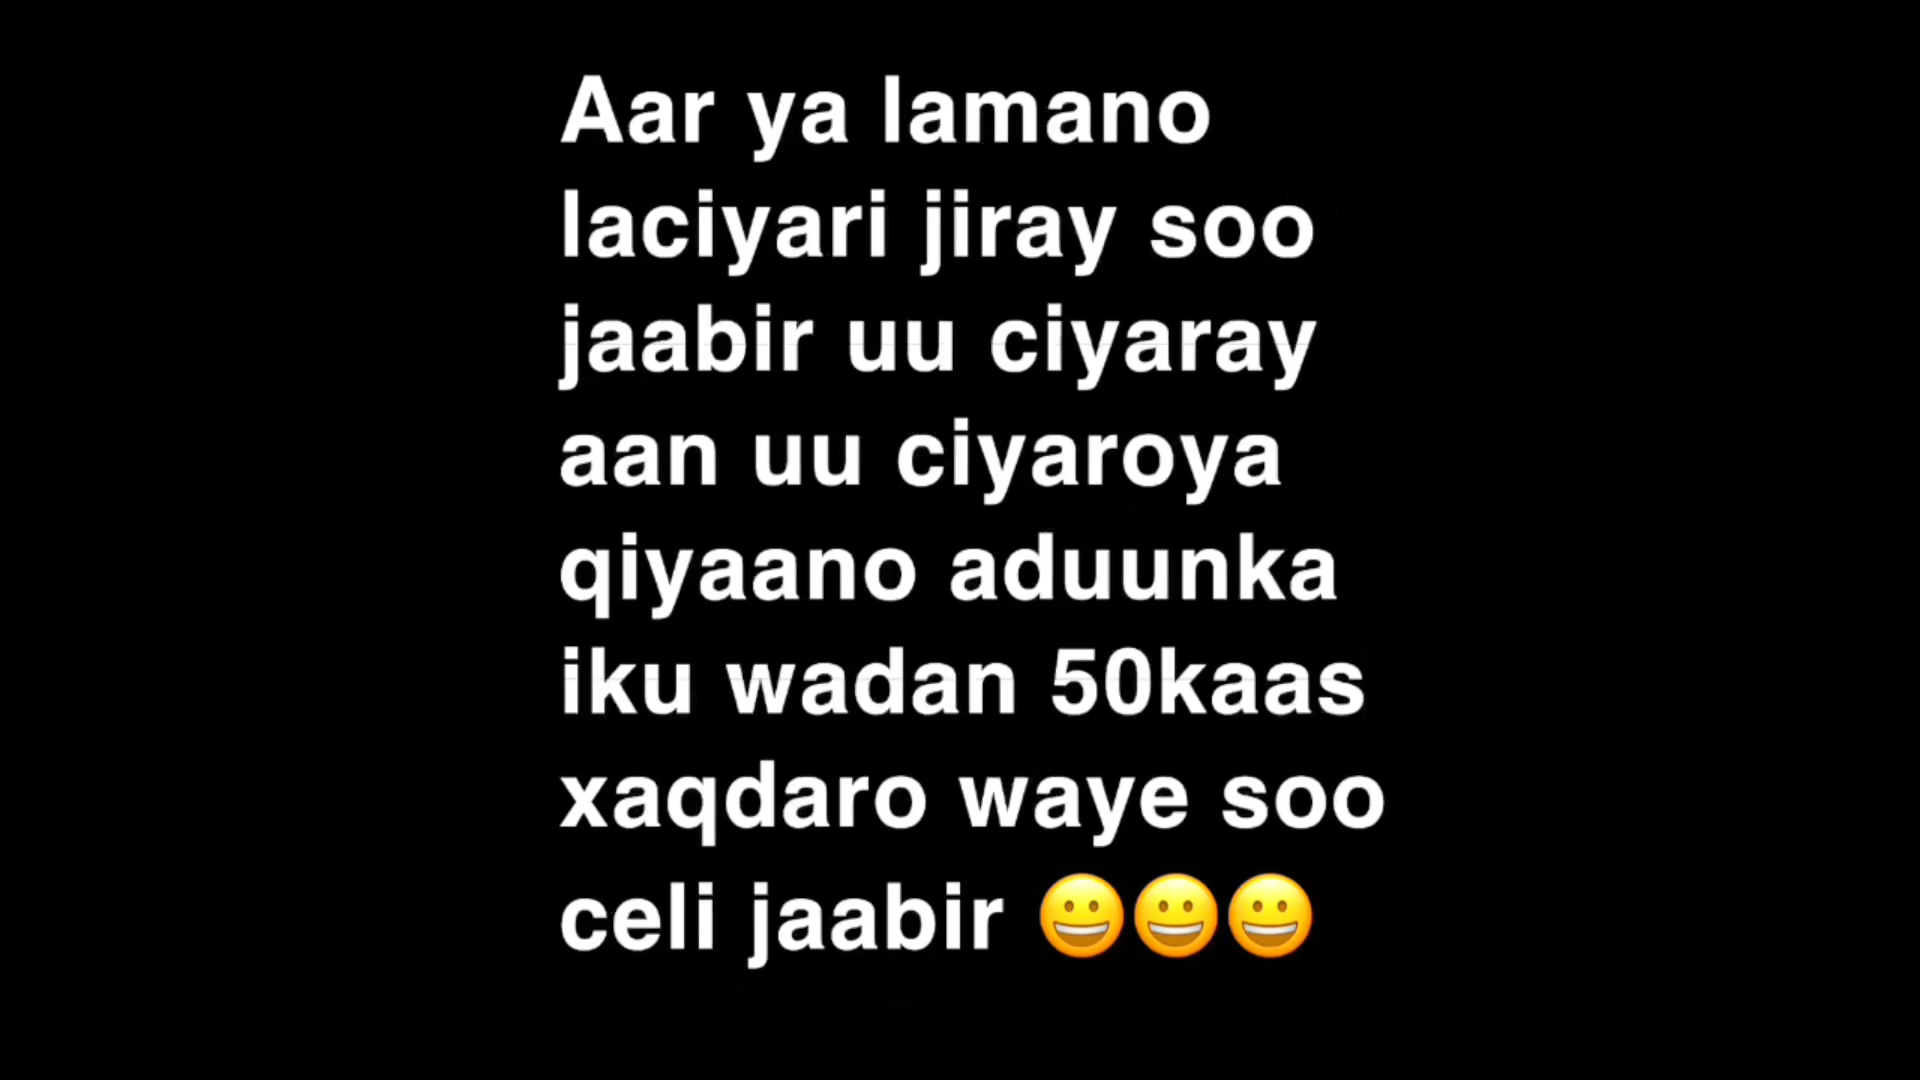 Aar ya lamano
laciyari jiray soo
jaabir uu ciyaray
aan uu ciyaroya
qiyaano aduunka
iku wadan 50kaas
xaqdaro waye soo
celi jaabir 😀😀😀